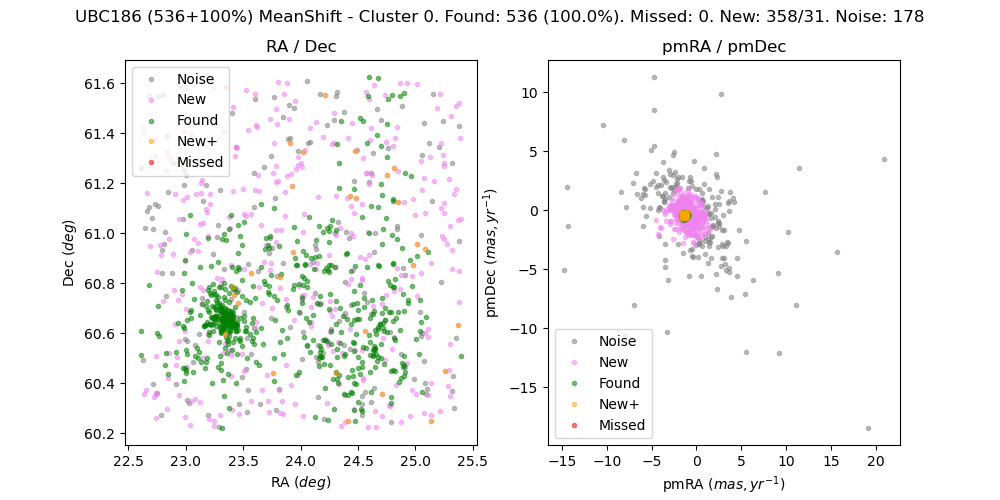 UBC186 (536+100%) MeanShift - Cluster 0. Found: 536 (100.0%). Missed: 0. New: 358/31. Noise: 178
RA / Dec
61.6
61.4
61.2
61.0
60.8
60.6
60.4
60.2
Dec (deg)
Noise
New
Found
New+
Missed
22.5 23.0 23.5 24.0 24.5 25.0 25.5
RA (deg)
pmRA / pmDec
10
5
0
−5
−10
−15
pmDec (mas, yr⁻¹)
Noise
New
Found
New+
Missed
−15 −10 −5 0 5 10 15 20
pmRA (mas, yr⁻¹)